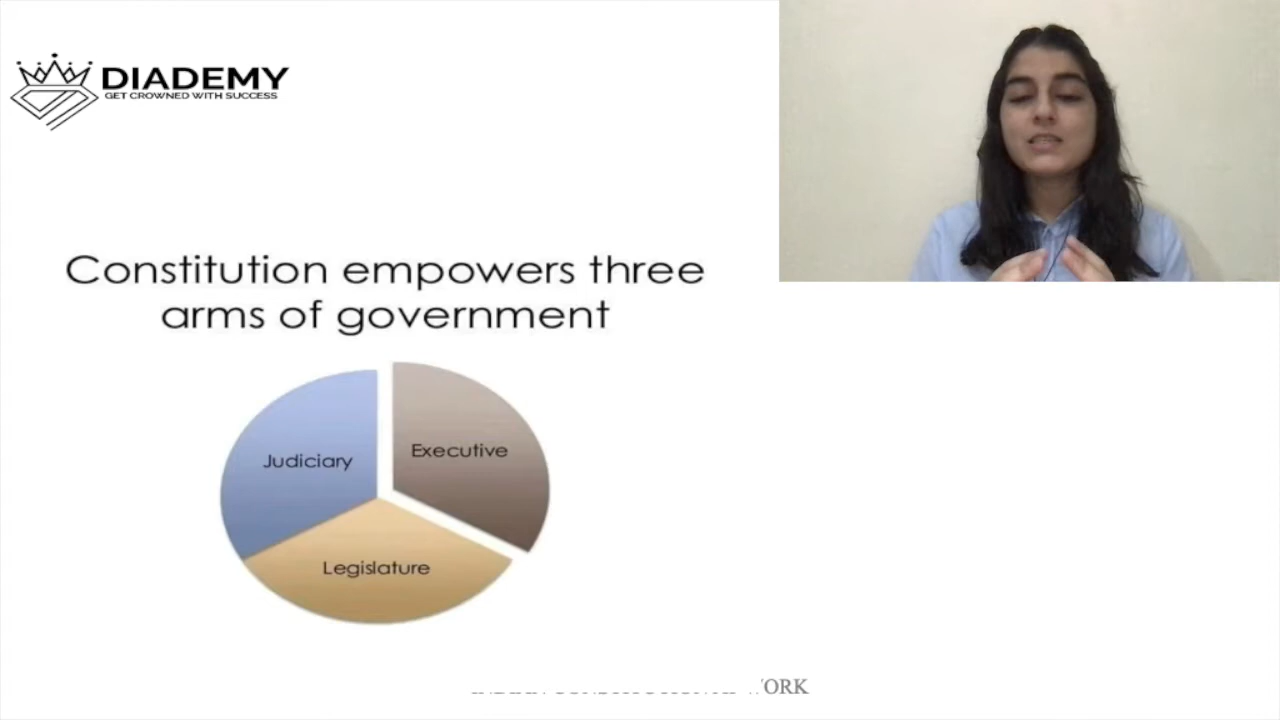 DIADEMY
GET CROWNED WITH SUCCESS
Constitution empowers three
arms of government
Judiciary
Executive
Legislature